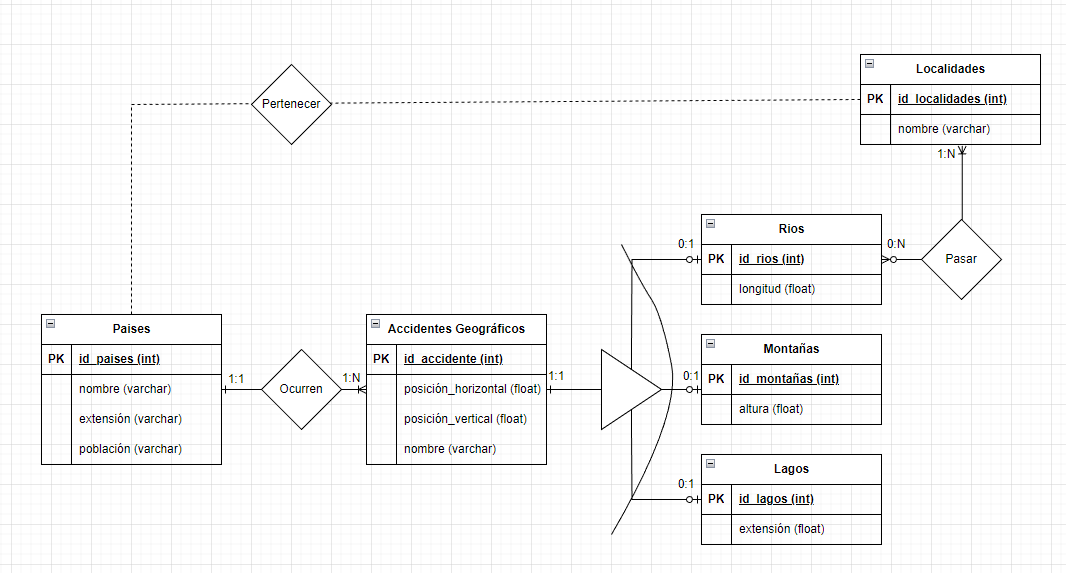 Localidades
PK id_localidades (int)
nombre (varchar)
1:N
Pertenecer
Rios
PK id_rios (int)
longitud (float)
0:1
0:N
Pasar
Paises
PK id_paises (int)
nombre (varchar)
extensión (varchar)
población (varchar)
1:1
Ocurren
1:N
Accidentes Geográficos
PK id_accidente (int)
posición_horizontal (float)
posición_vertical (float)
nombre (varchar)
1:1
Montañas
PK id_montañas (int)
altura (float)
0:1
Lagos
PK id_lagos (int)
extensión (float)
0:1